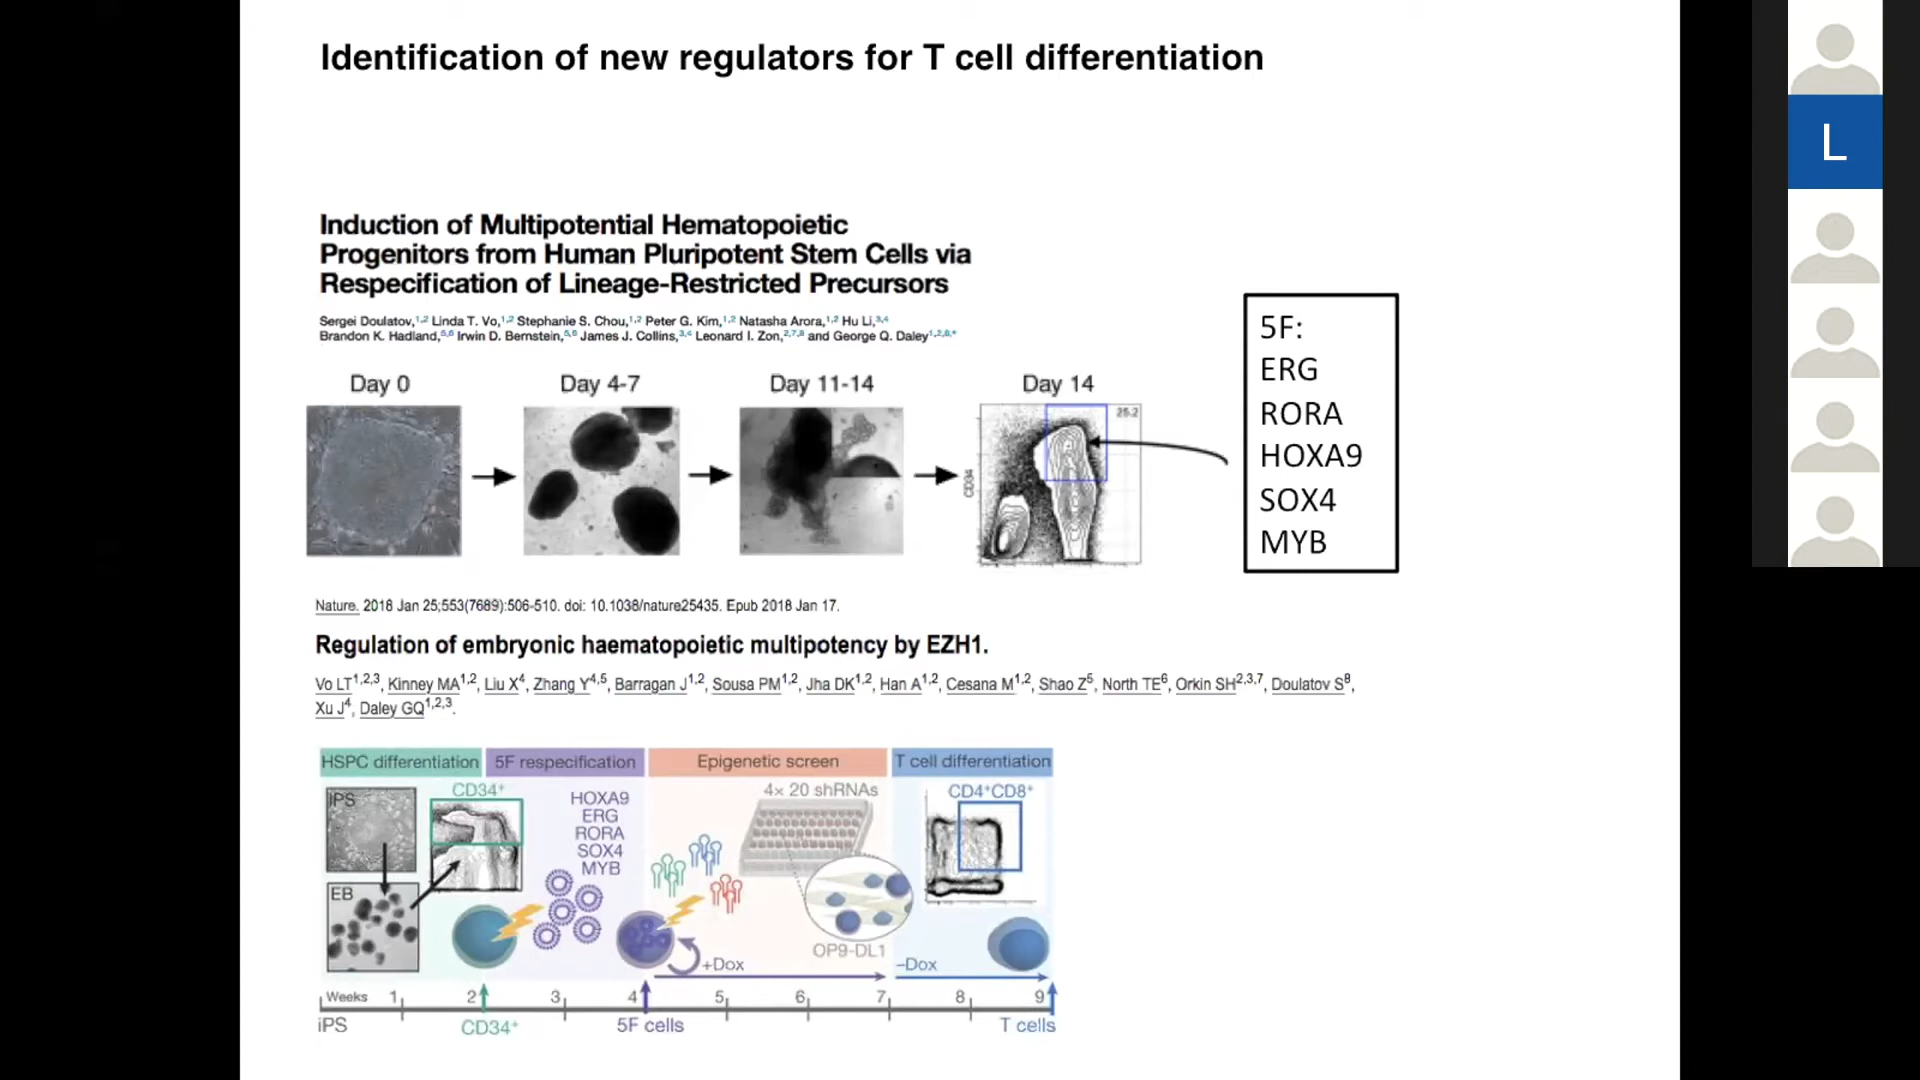 Identification of new regulators for T cell differentiation
L
Induction of Multipotential Hematopoietic
Progenitors from Human Pluripotent Stem Cells via
Respecification of Lineage-Restricted Precursors
Sergei Doulatov,1,2 Linda T. Vo,1,2 Stephanie S. Chou,1,2 Peter G. Kim,1,2 Natasha Arora,1,2 Hu Li,3,4
Brandon K. Hadland,5,6 Irwin D. Bernstein,5,6 James J. Collins,3,4 Leonard I. Zon,2,7,8 and George Q. Daley1,2,8,*
Day 0
Day 4-7
Day 11-14
Day 14
25.2
CD34
5F:
ERG
RORA
HOXA9
SOX4
MYB
Nature. 2018 Jan 25;553(7689):506-510. doi: 10.1038/nature25435. Epub 2018 Jan 17.
Regulation of embryonic haematopoietic multipotency by EZH1.
Vo LT1,2,3, Kinney MA1,2, Liu X4, Zhang Y4,5, Barragan J1,2, Sousa PM1,2, Jha DK1,2, Han A1,2, Cesana M1,2, Shao Z5, North TE6, Orkin SH2,3,7, Doulatov S8,
Xu J4, Daley GQ1,2,3.
HSPC differentiation
5F respecification
Epigenetic screen
T cell differentiation
iPS
CD34+
HOXA9
ERG
RORA
SOX4
MYB
4× 20 shRNAs
CD4+CD8+
EB
OP9-DL1
+Dox
−Dox
Weeks 1 2 3 4 5 6 7 8 9
iPS
CD34+
5F cells
T cells